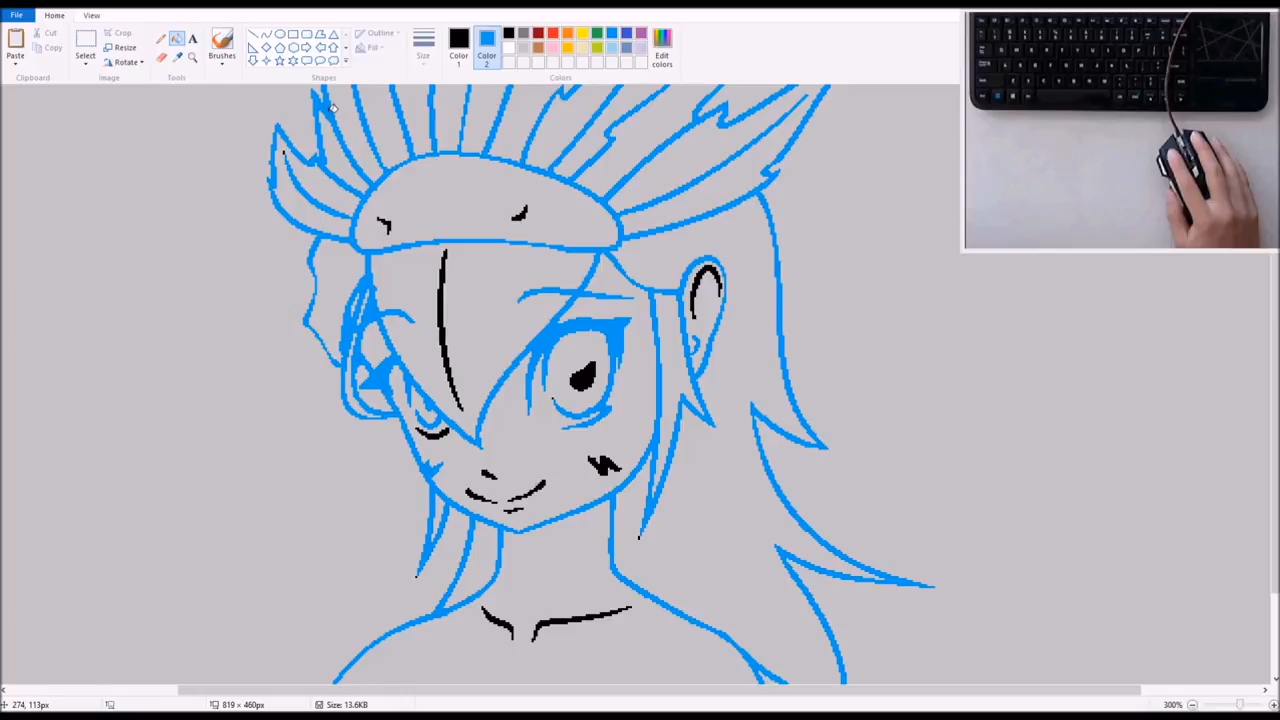 File Home View
Paste Cut Copy Clipboard
Select Crop Resize Rotate Image
A Tools
Brushes
Outline Fill Shapes
Size
Color 1
Color 2
Edit colors
Colors
274, 113px 819 × 460px Size: 13.6KB 300%